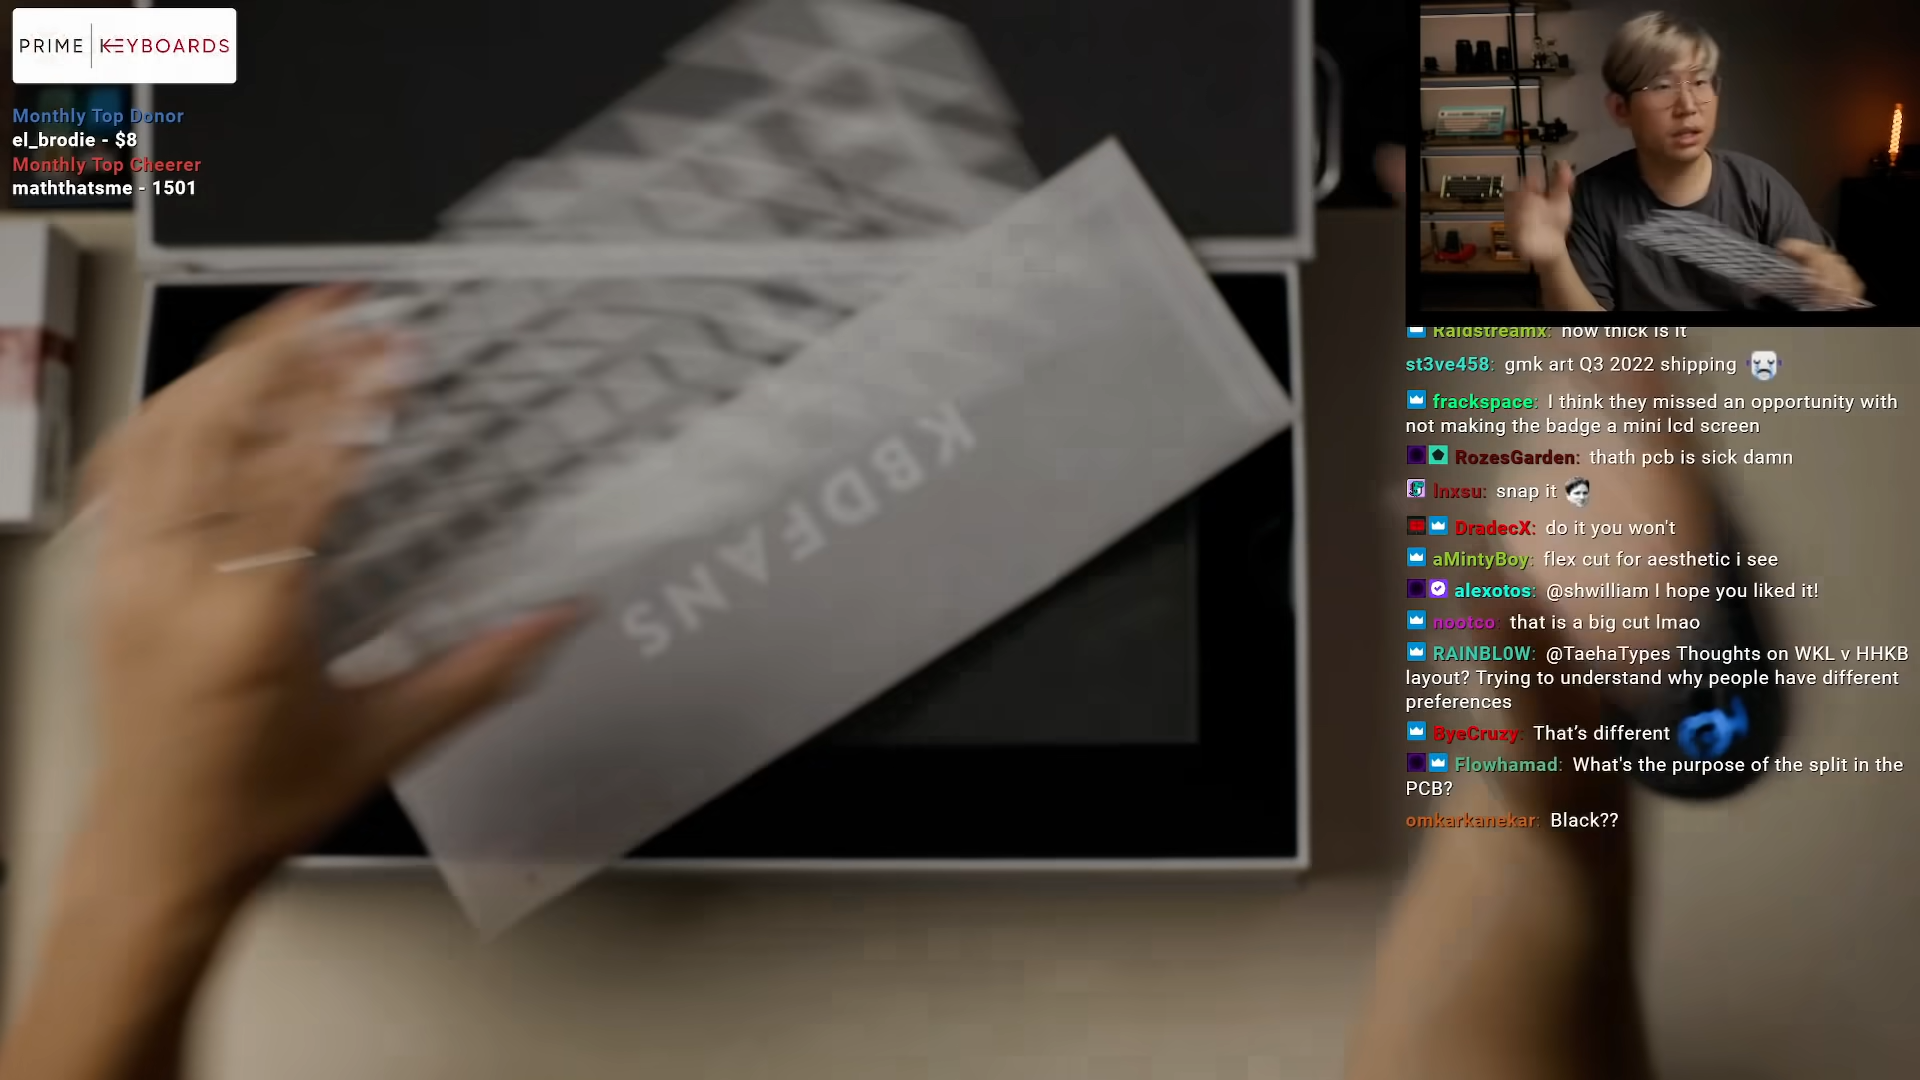 PRIME KEYBOARDS
Monthly Top Donor
el_brodie - $8
Monthly Top Cheerer
maththatsme - 1501
KBDFANS
Raidstreamx: how thick is it
st3ve458: gmk art Q3 2022 shipping
frackspace: I think they missed an opportunity with
not making the badge a mini lcd screen
RozesGarden: thath pcb is sick damn
lnxsu: snap it
DradecX: do it you won't
aMintyBoy: flex cut for aesthetic i see
alexotos: @shwilliam I hope you liked it!
nootco: that is a big cut lmao
RAINBL0W: @TaehaTypes Thoughts on WKL v HHKB
layout? Trying to understand why people have different
preferences
ByeCruzy: That’s different
Flowhamad: What's the purpose of the split in the
PCB?
omkarkanekar: Black??